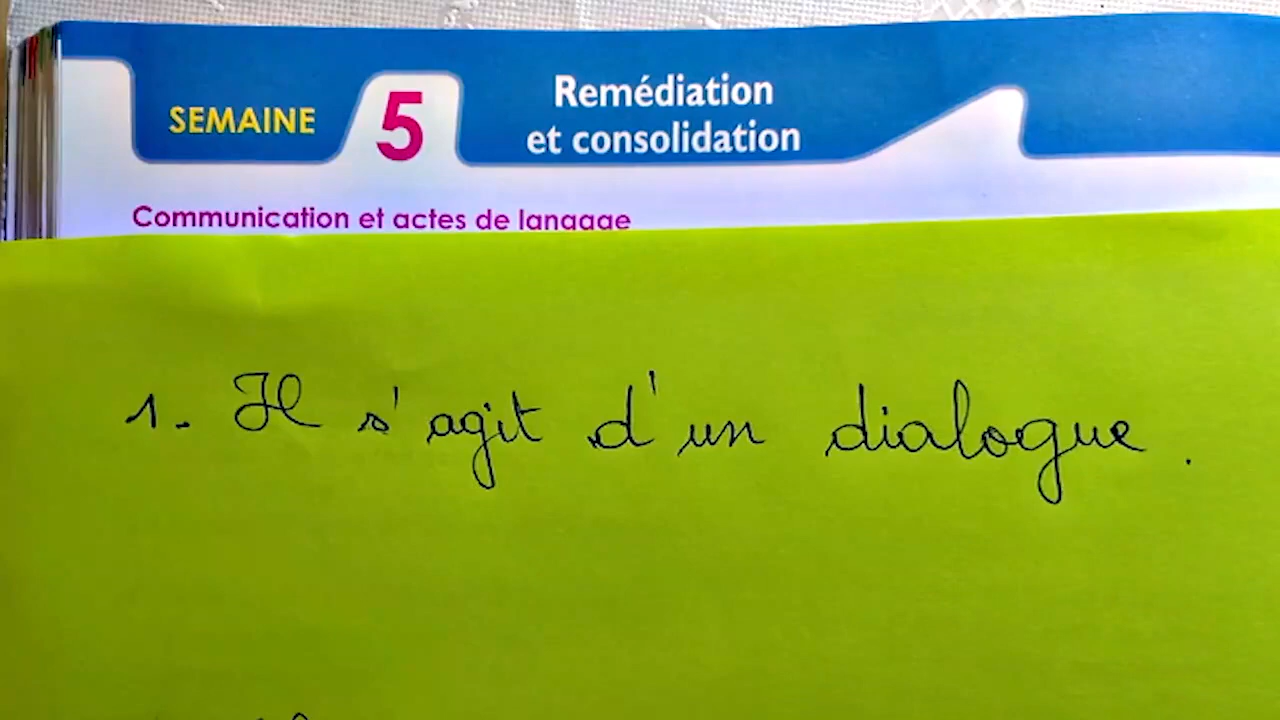 SEMAINE 5
Remédiation
et consolidation
Communication et actes de langage
1. Il s'agit d'un dialogue.